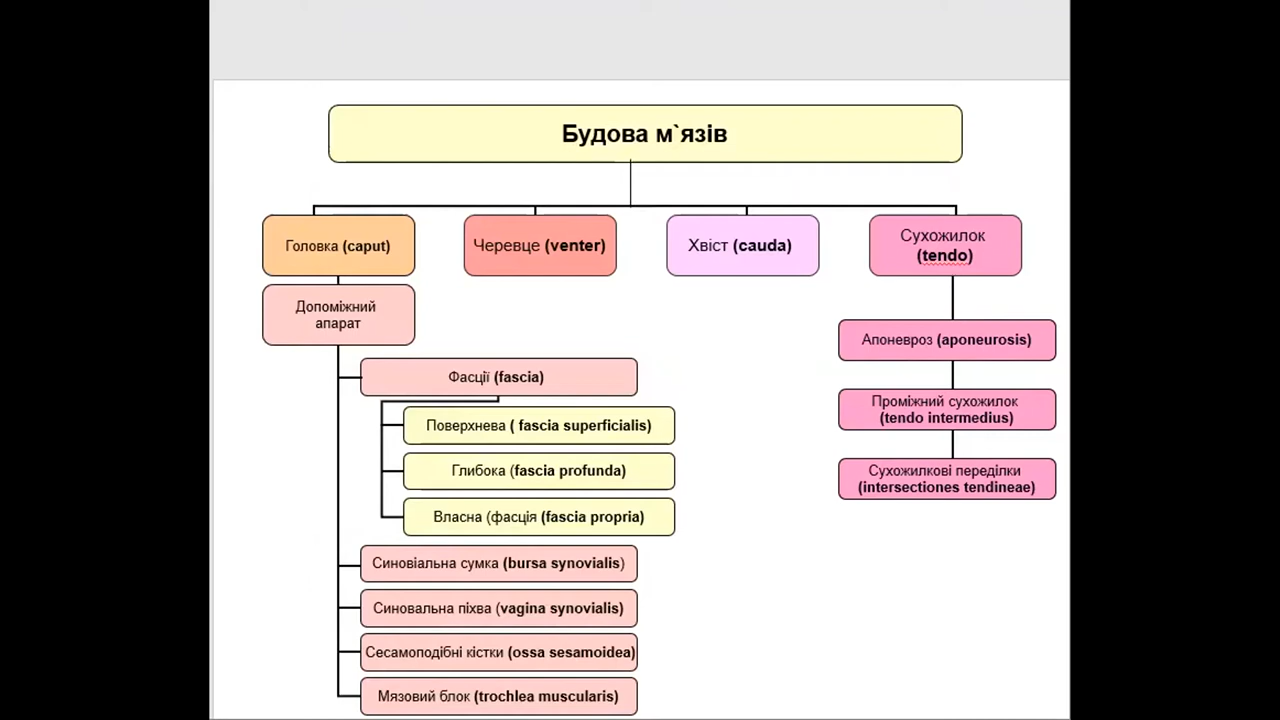 Будова м`язів
Головка (caput)
Черевце (venter)
Хвіст (cauda)
Сухожилок
(tendo)
Допоміжний
апарат
Фасції (fascia)
Поверхнева ( fascia superficialis)
Глибока (fascia profunda)
Власна (фасція (fascia propria)
Синовіальна сумка (bursa synovialis)
Синовальна піхва (vagina synovialis)
Сесамоподібні кістки (ossa sesamoidea)
Мязовий блок (trochlea muscularis)
Апоневроз (aponeurosis)
Проміжний сухожилок
(tendo intermedius)
Сухожилкові переділки
(intersectiones tendineae)